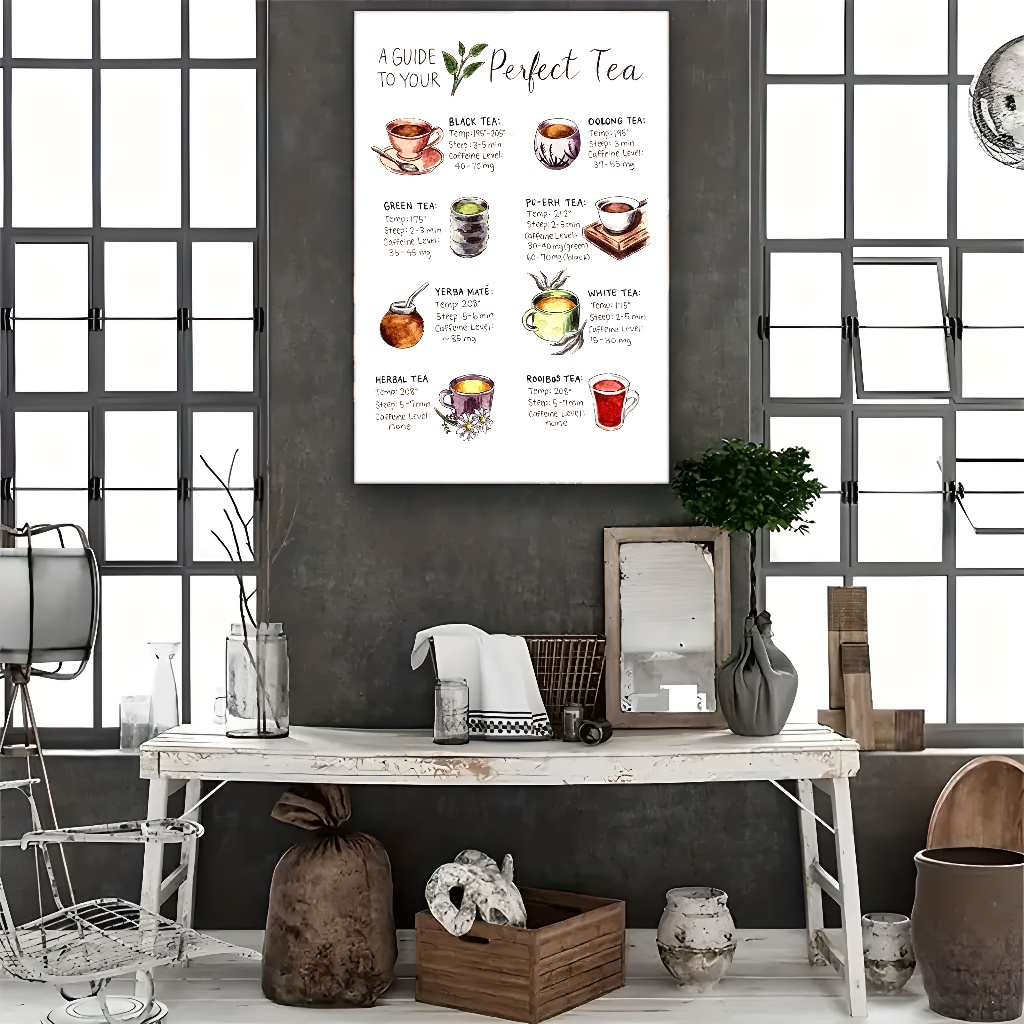 A GUIDE
TO YOUR
Perfect Tea
BLACK TEA:
Temp: 195°-205°
Steep: 3-5 min
Caffeine Level:
40-70 mg
OOLONG TEA:
Temp: 195°
Steep: 3 min
Caffeine Level:
37-55 mg
GREEN TEA:
Temp: 175°
Steep: 2-3 min
Caffeine Level:
35-45 mg
PU-ERH TEA:
Temp: 212°
Steep: 2-5 min
Caffeine Level:
30-40 mg (green)
60-70 mg (black)
YERBA MATÉ:
Temp: 208°
Steep: 5-6 min
Caffeine Level:
~85 mg
WHITE TEA:
Temp: 175°
Steep: 2-5 min
Caffeine Level:
15-30 mg
HERBAL TEA
Temp: 208°
Steep: 5-7 min
Caffeine Level:
none
ROOIBOS TEA:
Temp: 208°
Steep: 5-7 min
Caffeine Level:
none